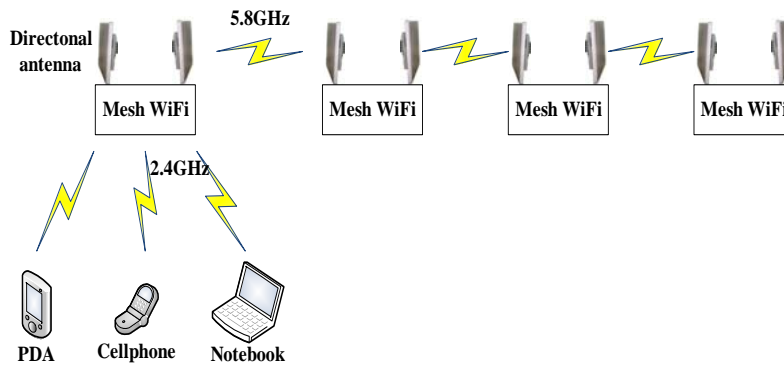 Directonal
antenna
5.8GHz
Mesh WiFi
Mesh WiFi
Mesh WiFi
Mesh WiFi
2.4GHz
PDA
Cellphone
Notebook